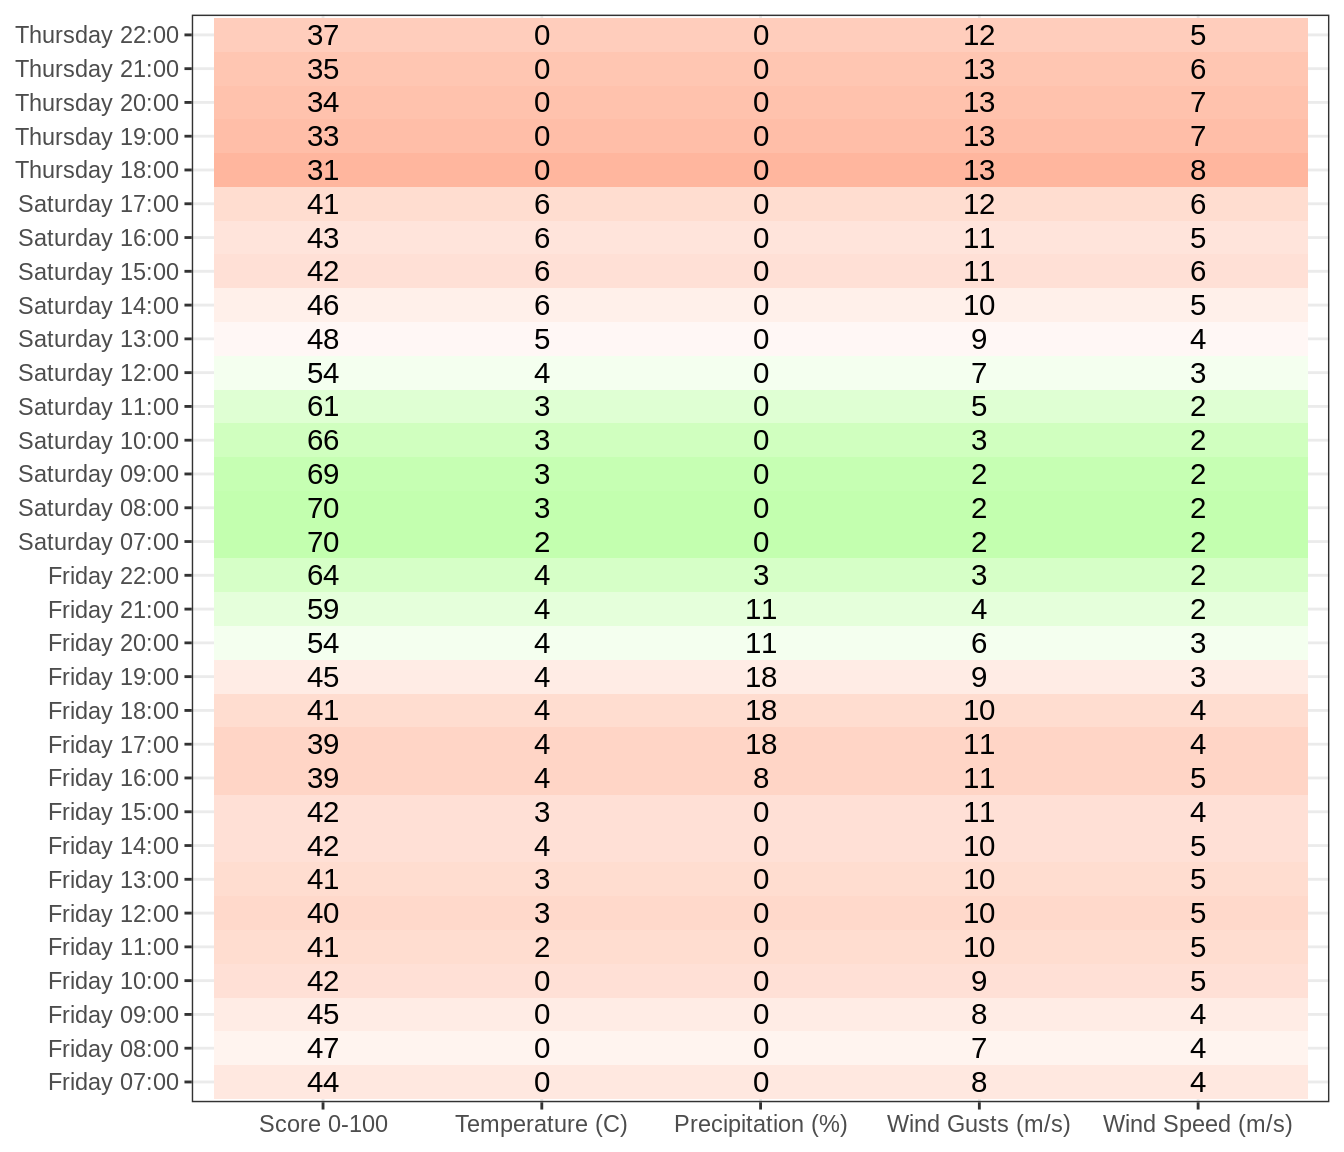 Thursday 22:00 37 0 0 12 5
Thursday 21:00 35 0 0 13 6
Thursday 20:00 34 0 0 13 7
Thursday 19:00 33 0 0 13 7
Thursday 18:00 31 0 0 13 8
Saturday 17:00 41 6 0 12 6
Saturday 16:00 43 6 0 11 5
Saturday 15:00 42 6 0 11 6
Saturday 14:00 46 6 0 10 5
Saturday 13:00 48 5 0 9 4
Saturday 12:00 54 4 0 7 3
Saturday 11:00 61 3 0 5 2
Saturday 10:00 66 3 0 3 2
Saturday 09:00 69 3 0 2 2
Saturday 08:00 70 3 0 2 2
Saturday 07:00 70 2 0 2 2
Friday 22:00 64 4 3 3 2
Friday 21:00 59 4 11 4 2
Friday 20:00 54 4 11 6 3
Friday 19:00 45 4 18 9 3
Friday 18:00 41 4 18 10 4
Friday 17:00 39 4 18 11 4
Friday 16:00 39 4 8 11 5
Friday 15:00 42 3 0 11 4
Friday 14:00 42 4 0 10 5
Friday 13:00 41 3 0 10 5
Friday 12:00 40 3 0 10 5
Friday 11:00 41 2 0 10 5
Friday 10:00 42 0 0 9 5
Friday 09:00 45 0 0 8 4
Friday 08:00 47 0 0 7 4
Friday 07:00 44 0 0 8 4
Score 0-100 Temperature (C) Precipitation (%) Wind Gusts (m/s) Wind Speed (m/s)